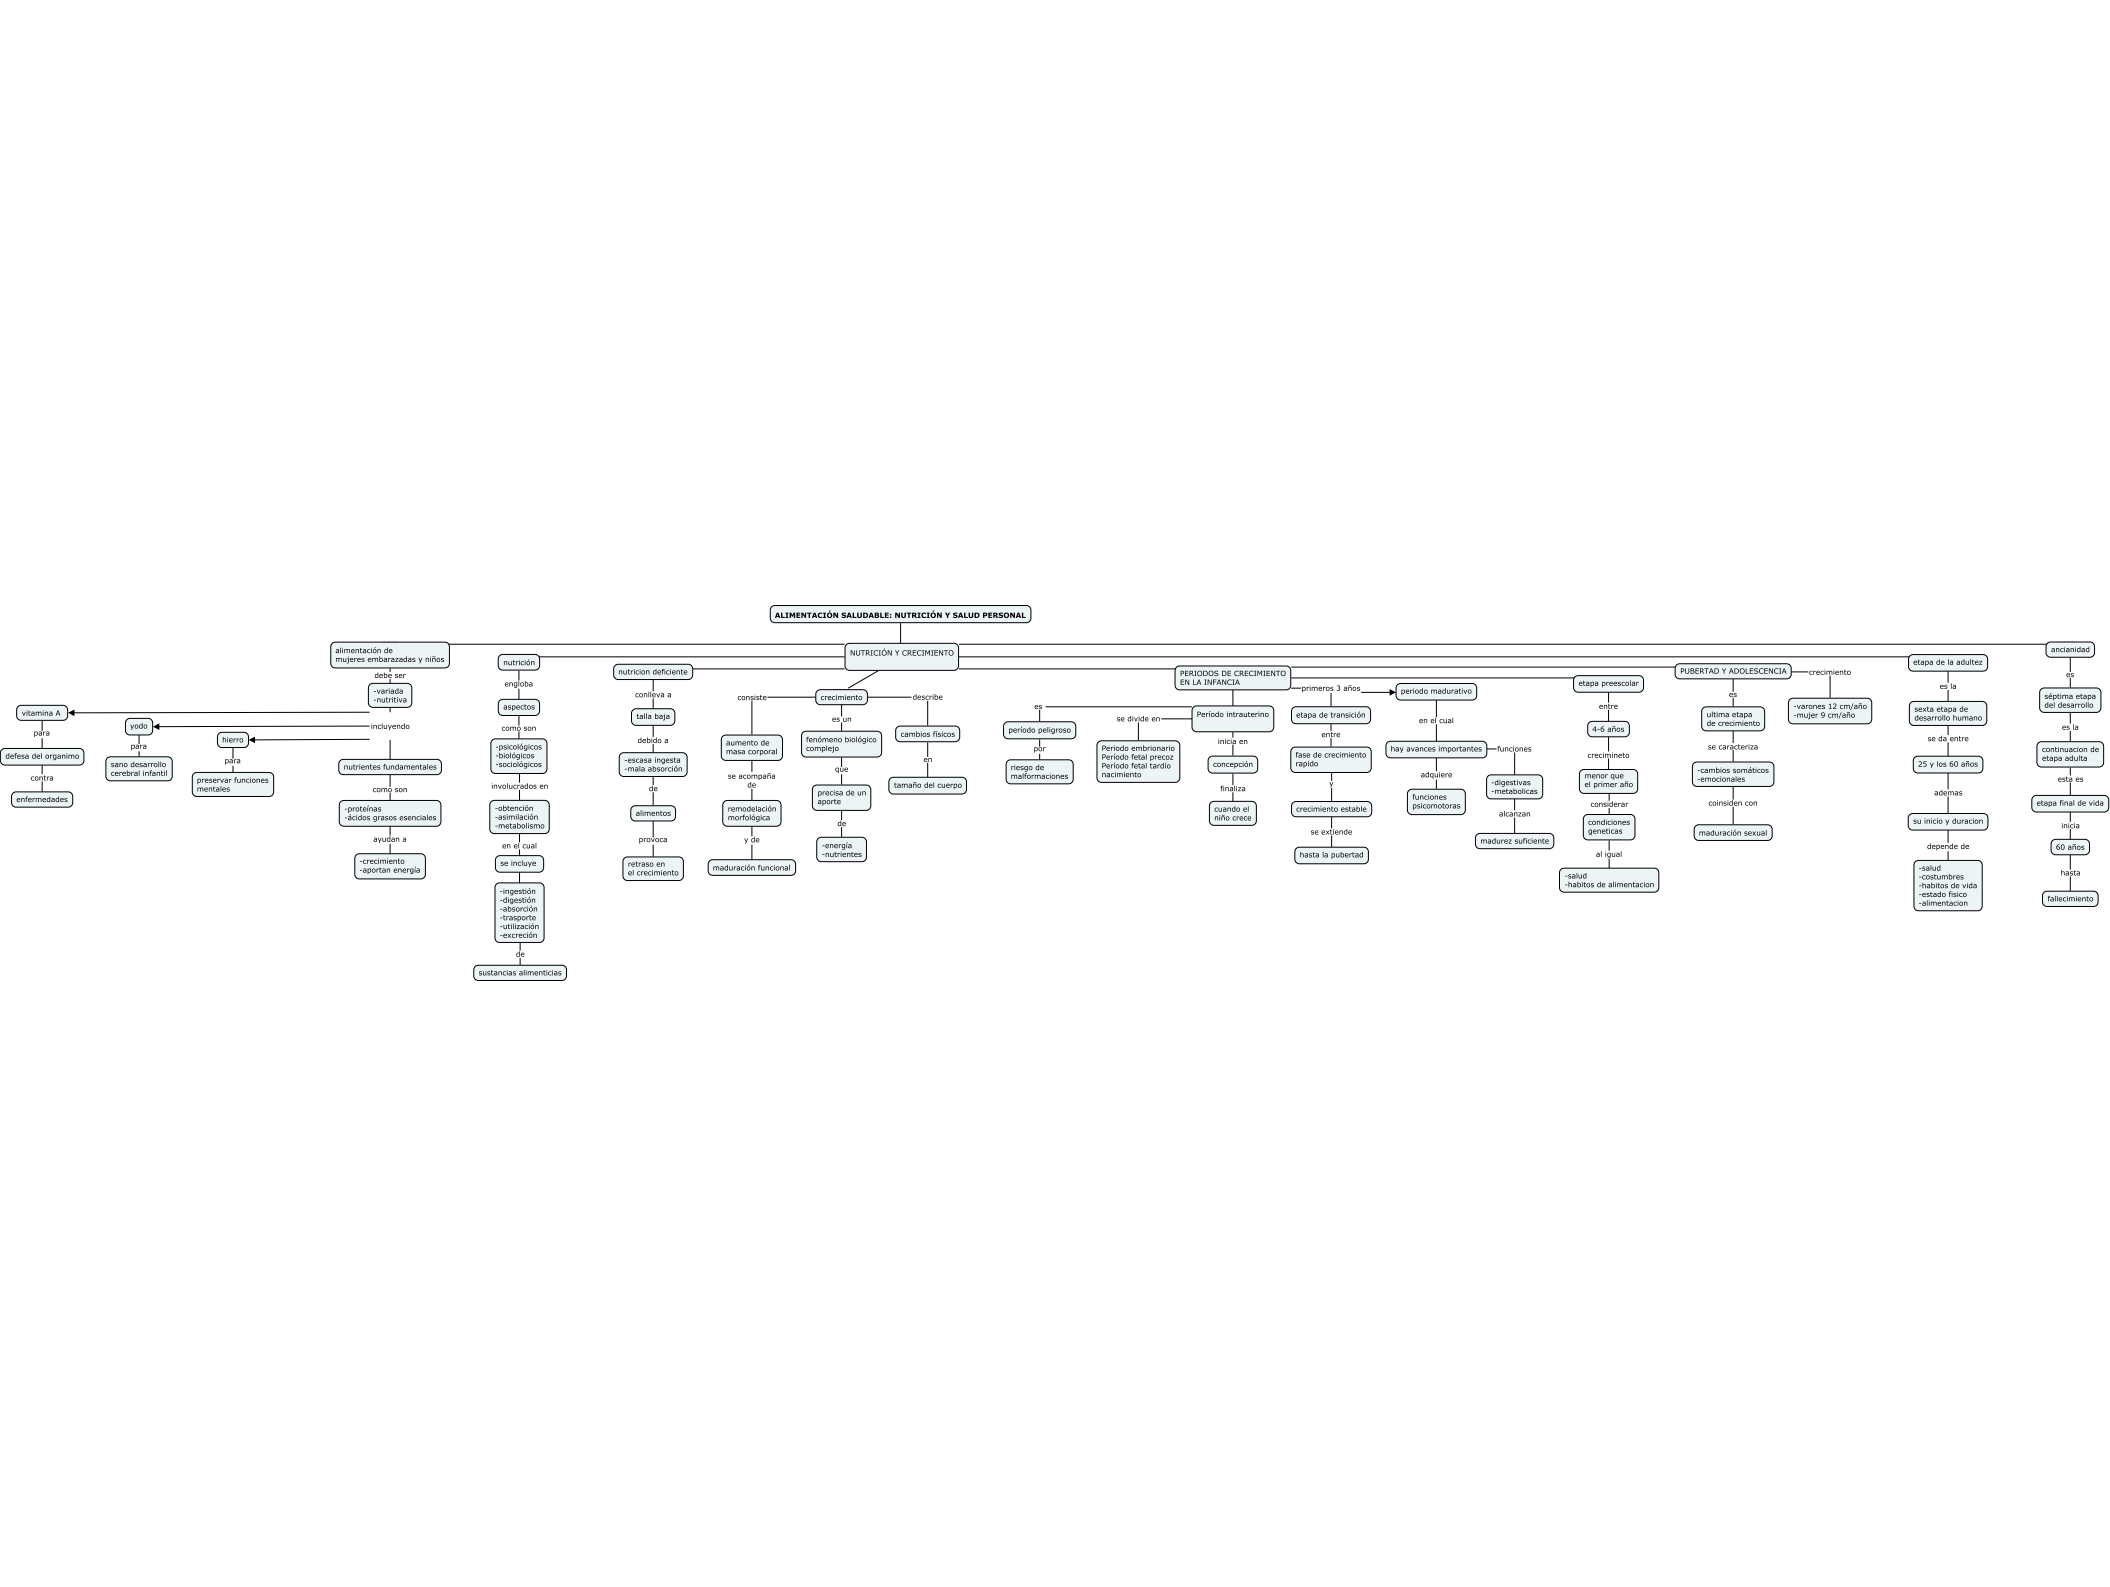 ALIMENTACIÓN SALUDABLE: NUTRICIÓN Y SALUD PERSONAL
NUTRICIÓN Y CRECIMIENTO
alimentación de
mujeres embarazadas y niños
debe ser
-variada
-nutritiva
incluyendo
vitamina A
para
defesa del organimo
contra
enfermedades
yodo
para
sano desarrollo
cerebral infantil
hierro
para
preservar funciones
mentales
nutrientes fundamentales
como son
-proteínas
-ácidos grasos esenciales
ayudan a
-crecimiento
-aportan energía
nutrición
engloba
aspectos
como son
-psicológicos
-biológicos
-sociológicos
involucrados en
-obtención
-asimilación
-metabolismo
en el cual
se incluye
-ingestión
-digestión
-absorción
-trasporte
-utilización
-excreción
de
sustancias alimenticias
nutricion deficiente
conlleva a
talla baja
debido a
-escasa ingesta
-mala absorción
de
alimentos
provoca
retraso en
el crecimiento
crecimiento
consiste
aumento de
masa corporal
se acompaña
de
remodelación
morfológica
y de
maduración funcional
es un
fenómeno biológico
complejo
que
precisa de un
aporte
de
-energía
-nutrientes
describe
cambios físicos
en
tamaño del cuerpo
PERIODOS DE CRECIMIENTO
EN LA INFANCIA
Período intrauterino
es
período peligroso
por
riesgo de
malformaciones
se divide en
Periodo embrionario
Período fetal precoz
Período fetal tardío
nacimiento
inicia en
concepción
finaliza
cuando el
niño crece
primeros 3 años
etapa de transición
entre
fase de crecimiento
rapido
y
crecimiento estable
se extiende
hasta la pubertad
periodo madurativo
en el cual
hay avances importantes
adquiere
funciones
psicomotoras
funciones
-digestivas
-metabolicas
alcanzan
madurez suficiente
etapa preescolar
entre
4-6 años
crecimineto
menor que
el primer año
considerar
condiciones
geneticas
al igual
-salud
-habitos de alimentacion
PUBERTAD Y ADOLESCENCIA
es
ultima etapa
de crecimiento
se caracteriza
-cambios somáticos
-emocionales
coinsiden con
maduración sexual
crecimiento
-varones 12 cm/año
-mujer 9 cm/año
etapa de la adultez
es la
sexta etapa de
desarrollo humano
se da entre
25 y los 60 años
ademas
su inicio y duracion
depende de
-salud
-costumbres
-habitos de vida
-estado fisico
-alimentacion
ancianidad
es
séptima etapa
del desarrollo
es la
continuacion de
etapa adulta
esta es
etapa final de vida
inicia
60 años
hasta
fallecimiento